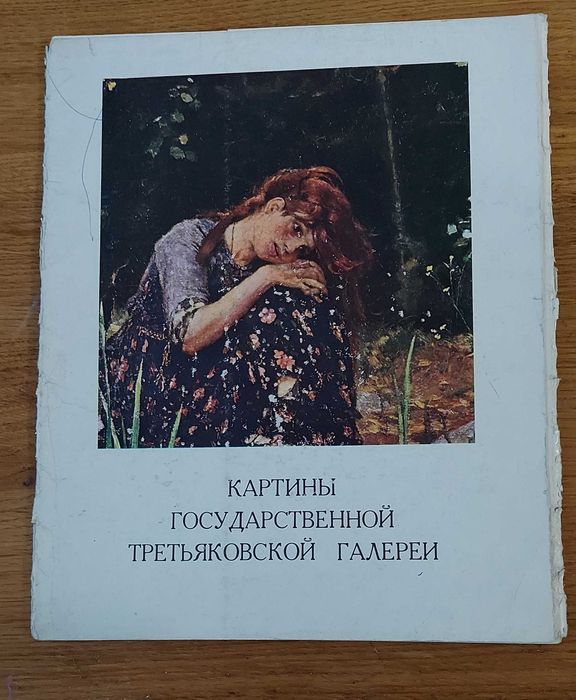 КАРТИНЫ
ГОСУДАРСТВЕННОЙ
ТРЕТЬЯКОВСКОЙ ГАЛЕРЕИ